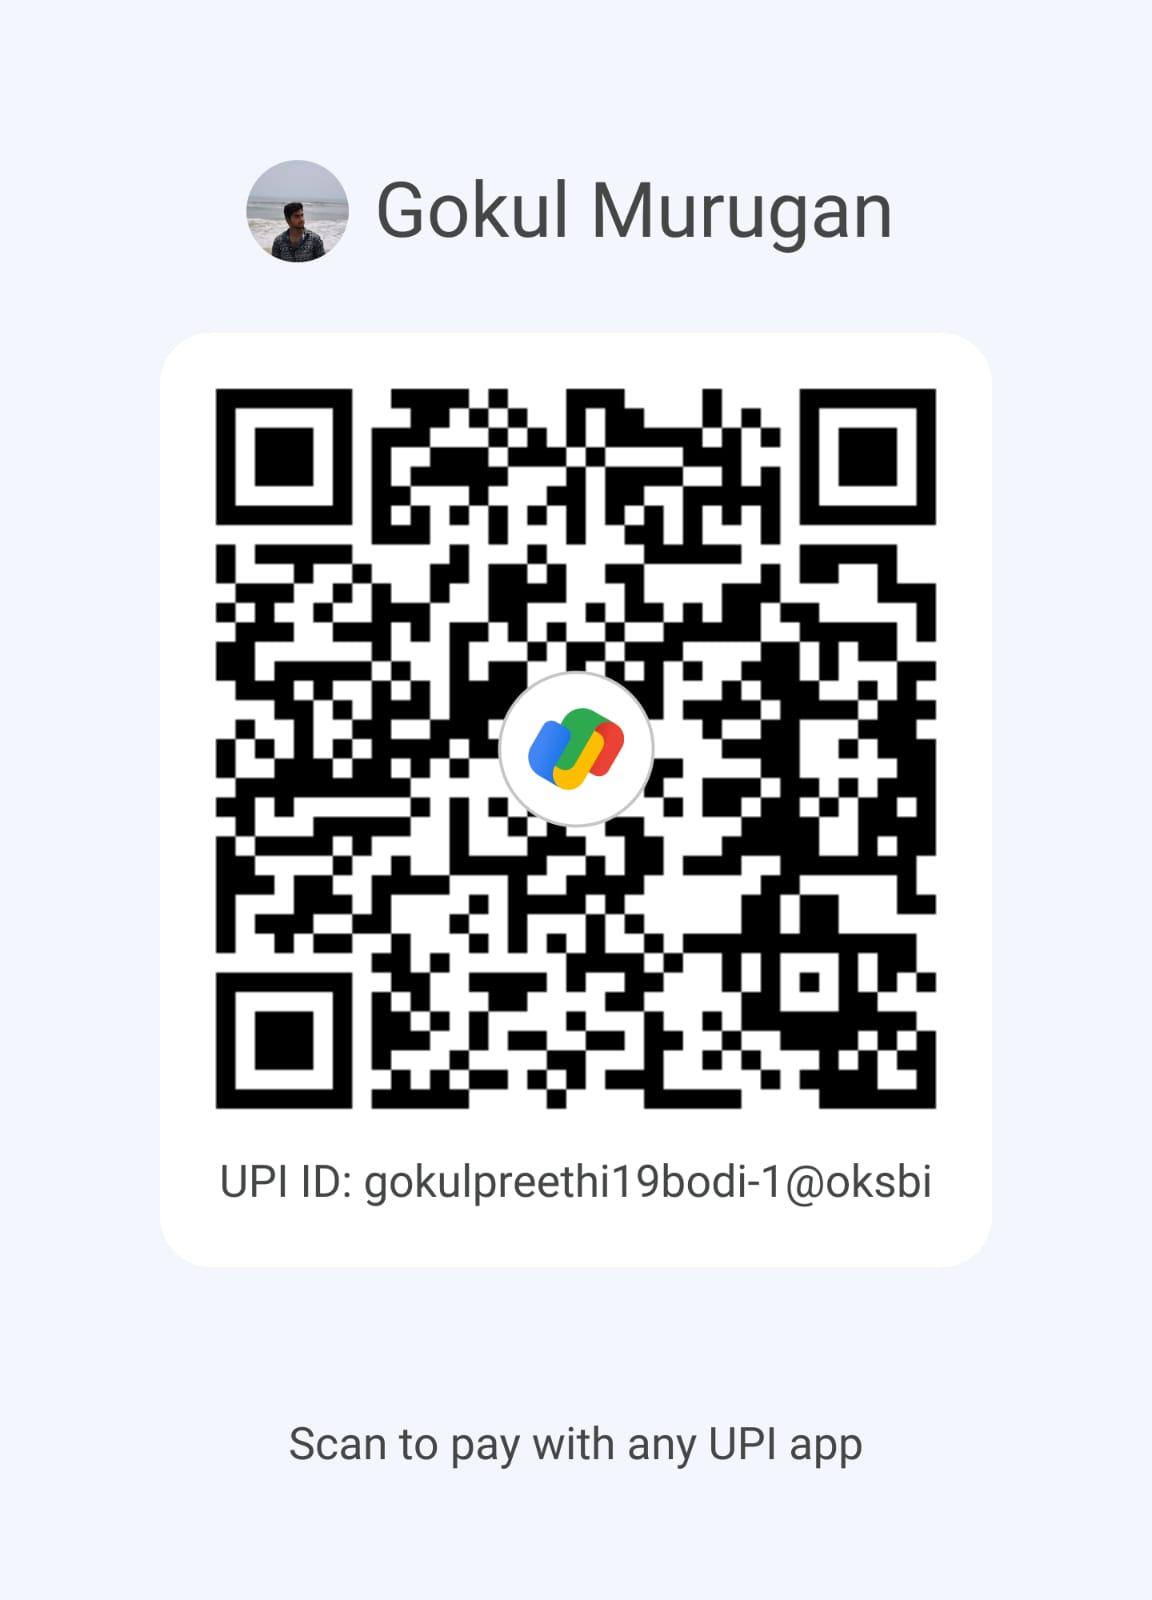 Gokul Murugan
UPI ID: gokulpreethi19bodi-1@oksbi
Scan to pay with any UPI app